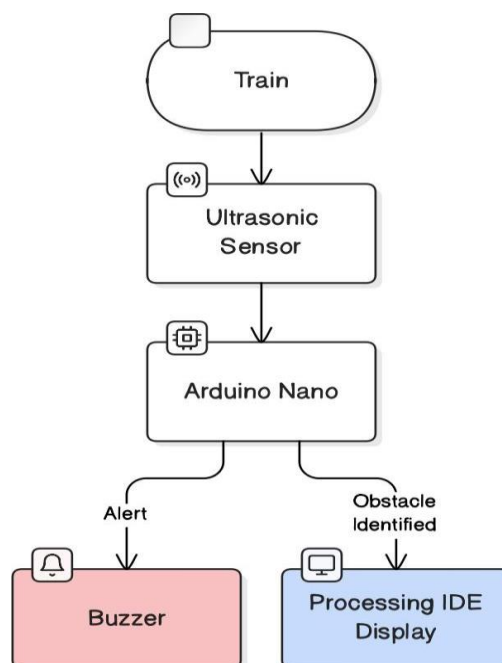 Train
Ultrasonic
Sensor
Arduino Nano
Alert
Obstacle
Identified
Buzzer
Processing IDE
Display